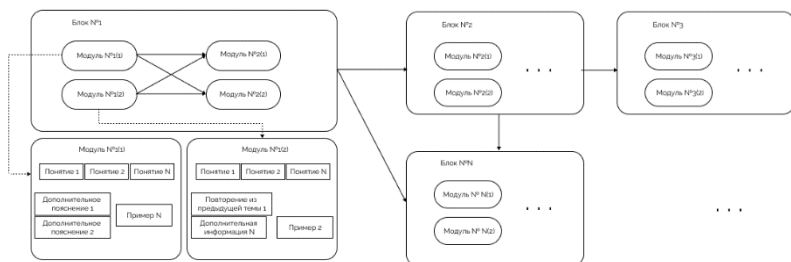 Блок №1
Модуль №1(1)
Модуль №2(1)
Модуль №1(2)
Модуль №2(2)
Блок №2
Модуль №2(1)
Модуль №2(2)
. . .
Блок №3
Модуль №3(1)
Модуль №3(2)
. . .
Модуль №1(1)
Понятие 1
Понятие 2
Понятие N
Дополнительное
пояснение 1
Дополнительное
пояснение 2
Пример N
Модуль №1(2)
Понятие 1
Понятие 2
Понятие N
Повторение из
предыдущей темы 1
Дополнительная
информация N
Пример 2
Блок №N
Модуль № N(1)
Модуль № N(2)
. . .
. . .